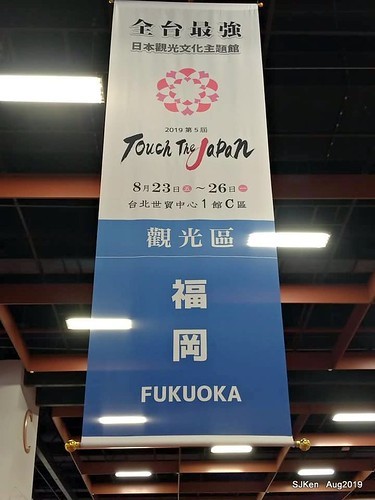 全台最強
日本觀光文化主題館
2019 第5屆
Touch The Japan
8月23日㊄～26日㊀
台北世貿中心1館C區
觀光區
福
岡
FUKUOKA
SJKen Aug2019